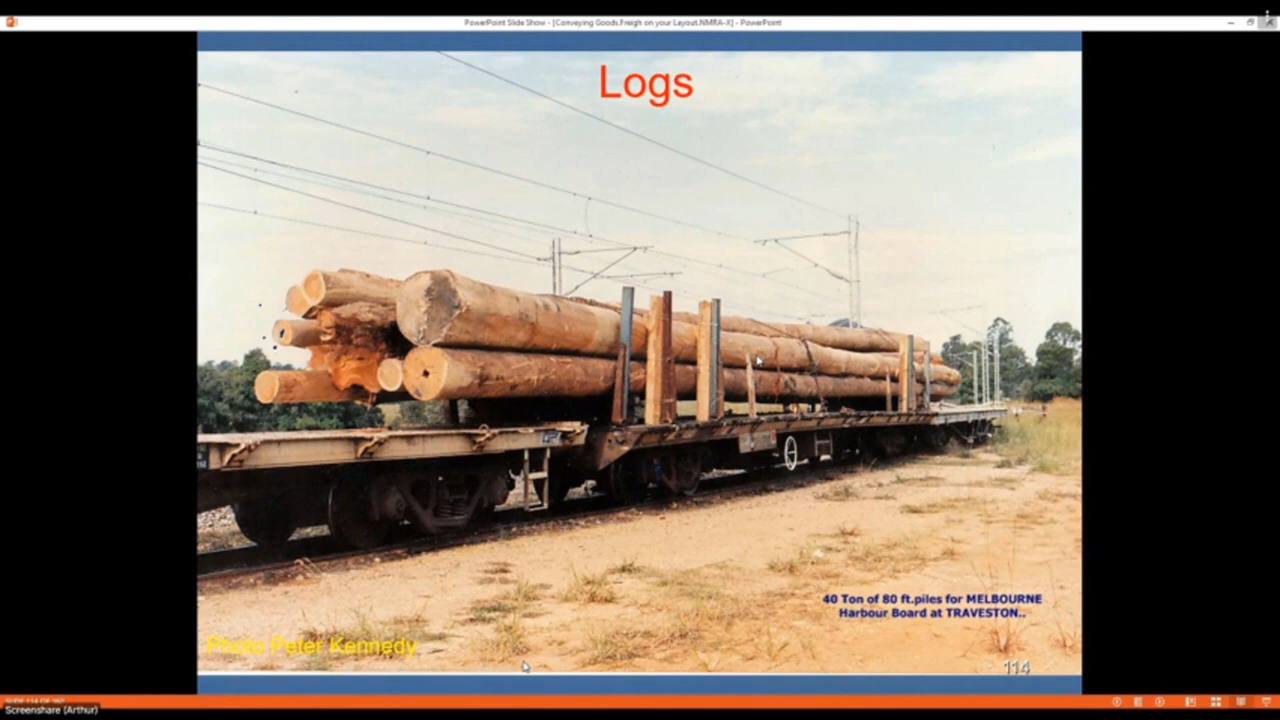 PowerPoint Slide Show - [Conveying Goods.Freigh on your Layout.NMRA-X] - PowerPoint
Logs
40 Ton of 80 ft.piles for MELBOURNE
Harbour Board at TRAVESTON..
Photo Peter Kennedy
114
Screenshare (Arthur)